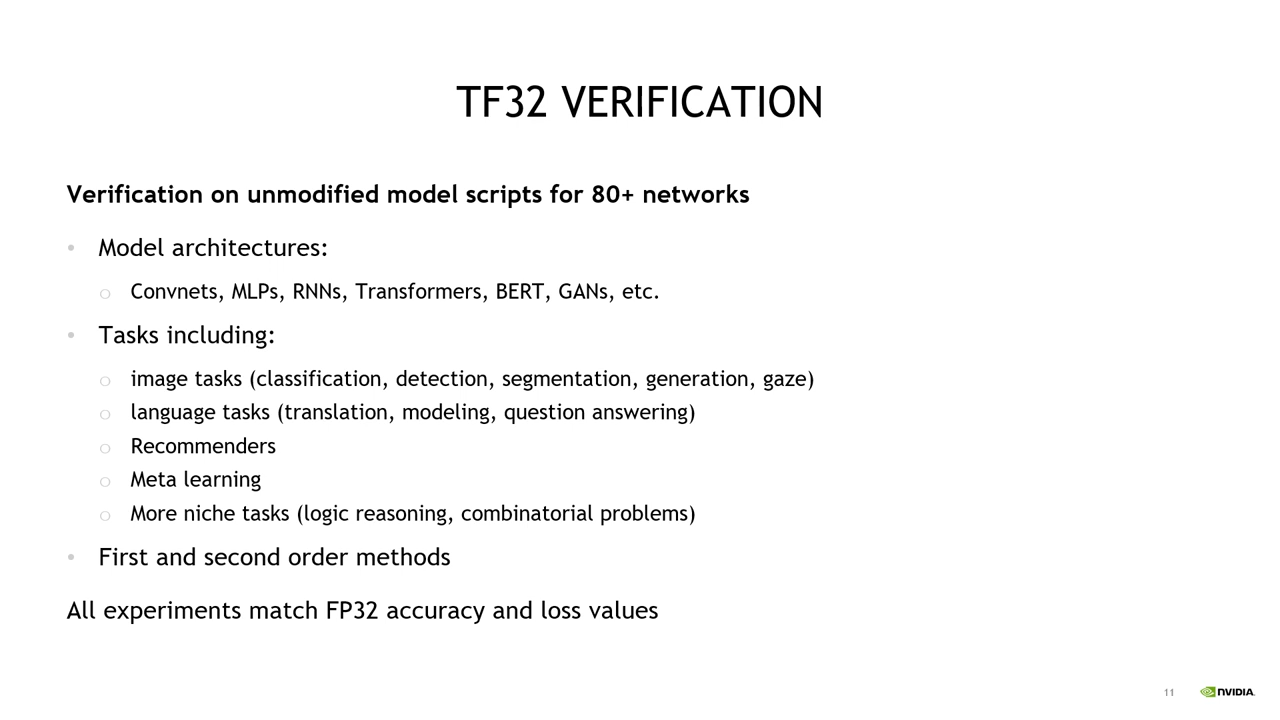 TF32 VERIFICATION
Verification on unmodified model scripts for 80+ networks
• Model architectures:
○ Convnets, MLPs, RNNs, Transformers, BERT, GANs, etc.
• Tasks including:
○ image tasks (classification, detection, segmentation, generation, gaze)
○ language tasks (translation, modeling, question answering)
○ Recommenders
○ Meta learning
○ More niche tasks (logic reasoning, combinatorial problems)
• First and second order methods
All experiments match FP32 accuracy and loss values
11 NVIDIA.